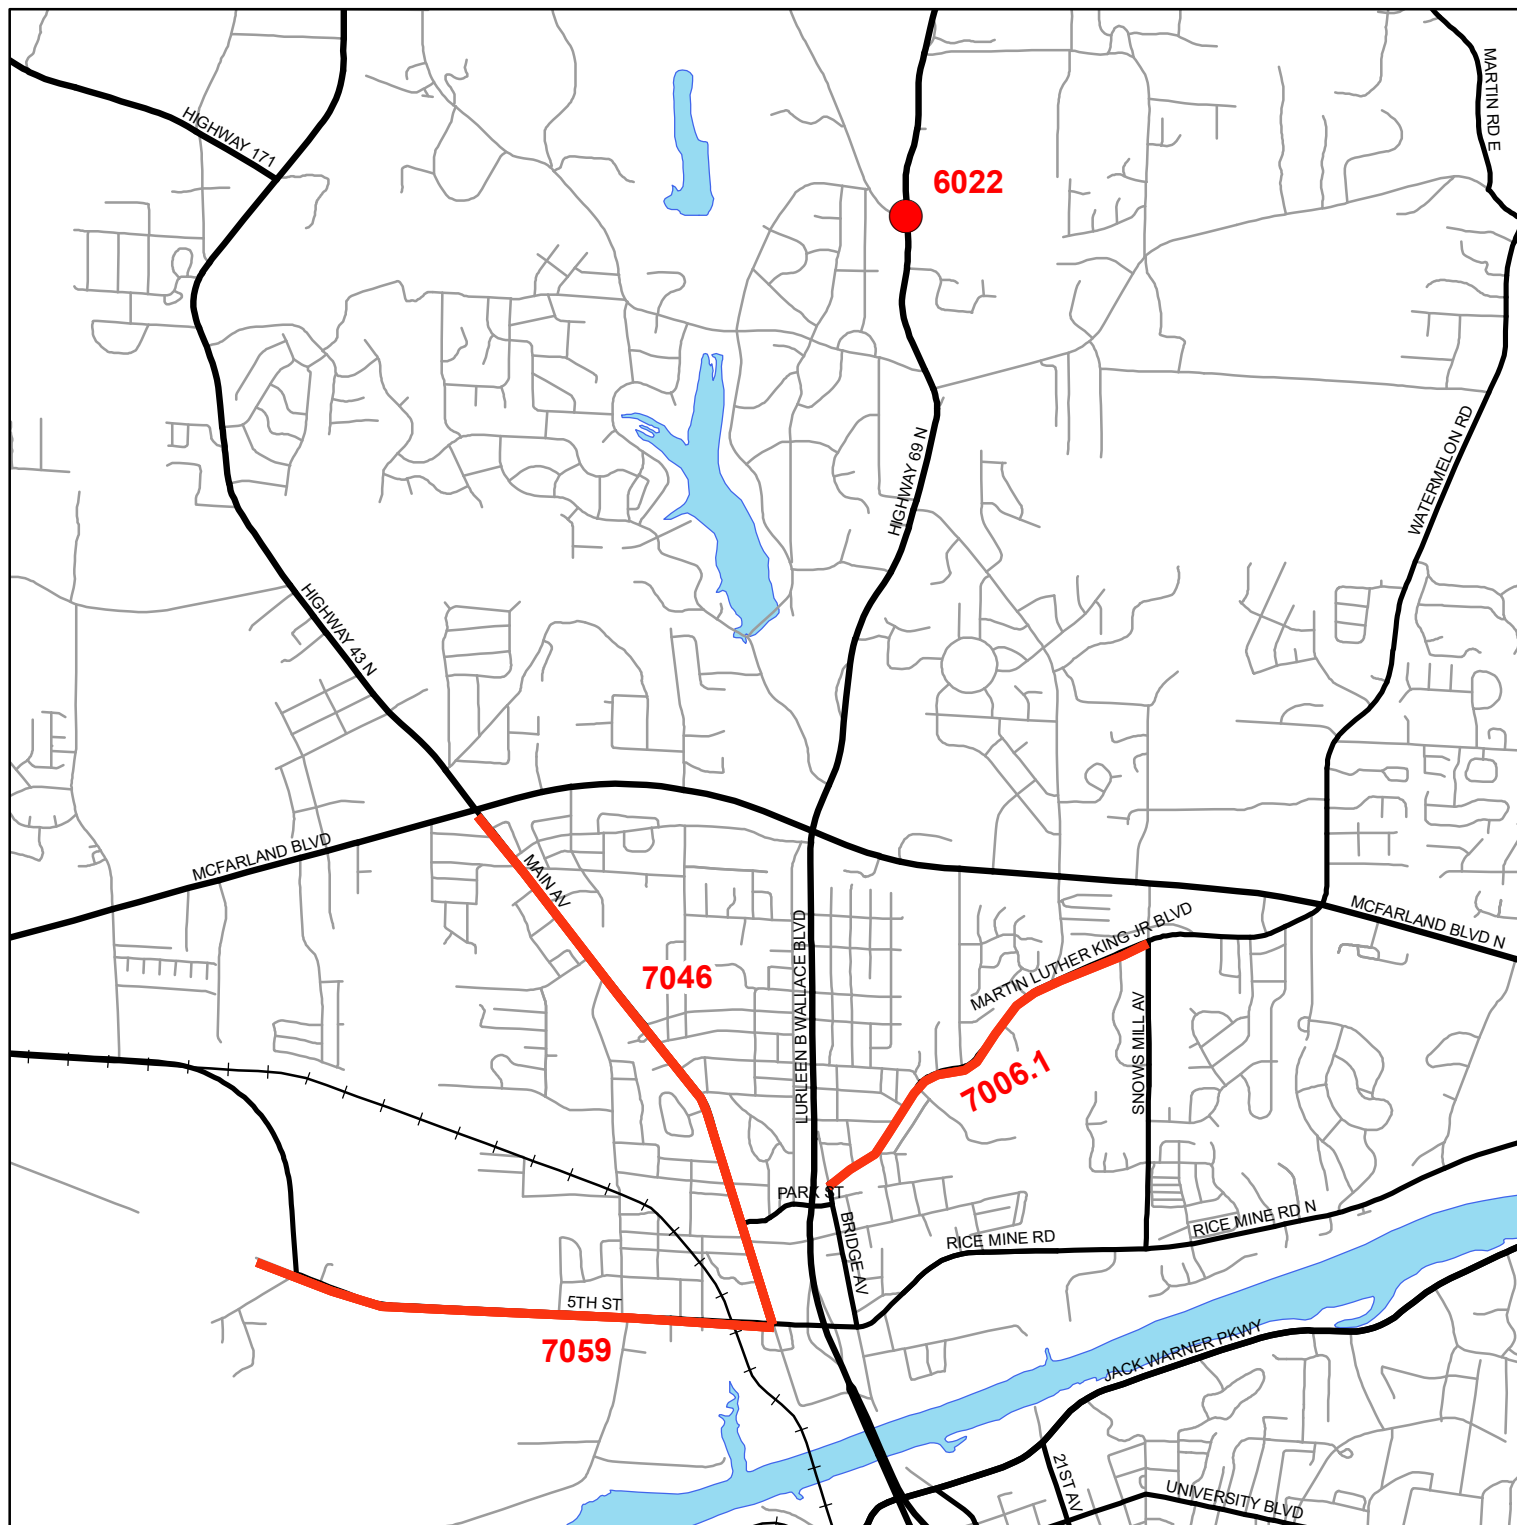 MARTIN RD E
HIGHWAY 171
6022
HIGHWAY 69 N
WATERMELON RD
HIGHWAY 43 N
MCFARLAND BLVD
MAIN AV
LURLEEN B WALLACE BLVD
MARTIN LUTHER KING JR BLVD
MCFARLAND BLVD N
7046
7006.1
SNOWS MILL AV
PARK ST
BRIDGE AV
RICE MINE RD
RICE MINE RD N
5TH ST
7059
JACK WARNER PKWY
21ST AV
UNIVERSITY BLVD